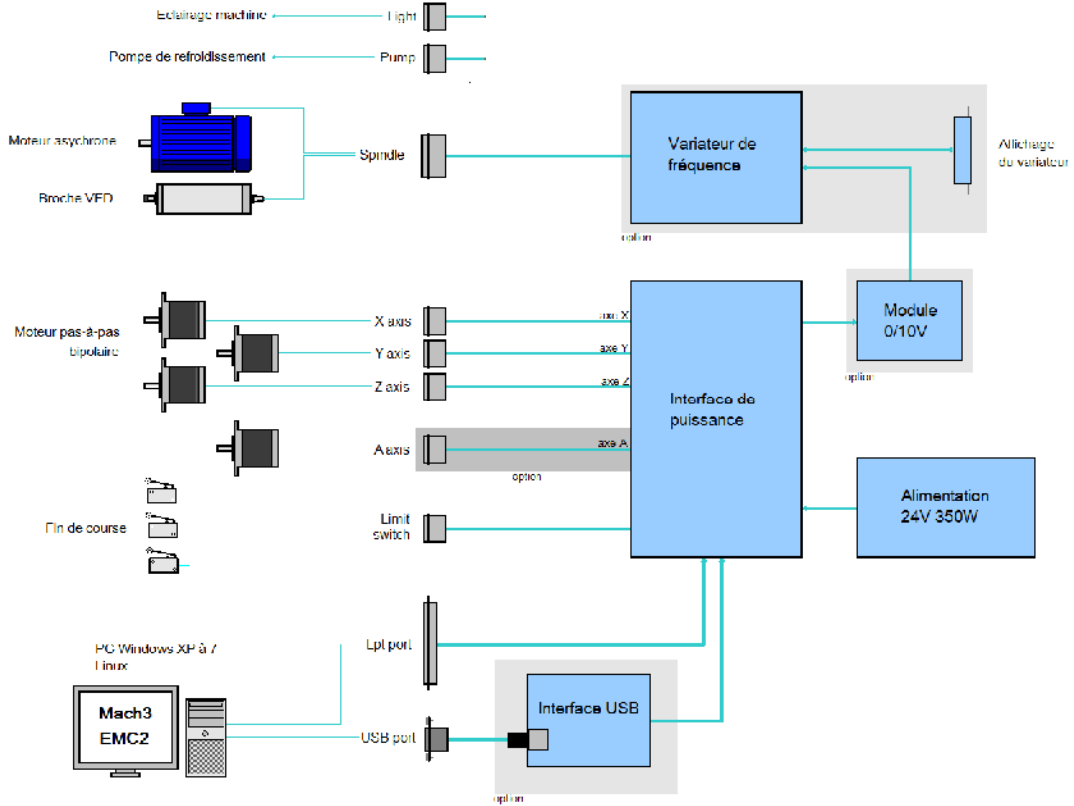 Eclairage machine
Light
Pompe de refroidissement
Pump
Moteur asychrone
Spindle
Broche VFD
Variateur de
fréquence
Affichage
du variateur
option
Moteur pas-à-pas
bipolaire
X axis
axe X
Y axis
axe Y
Z axis
axe Z
A axis
axe A
option
Interface de
puissance
Module
0/10V
option
Alimentation
24V 350W
Fin de course
Limit
switch
PC Windows XP à 7
Linux
Lpt port
Mach3
EMC2
USB port
Interface USB
option